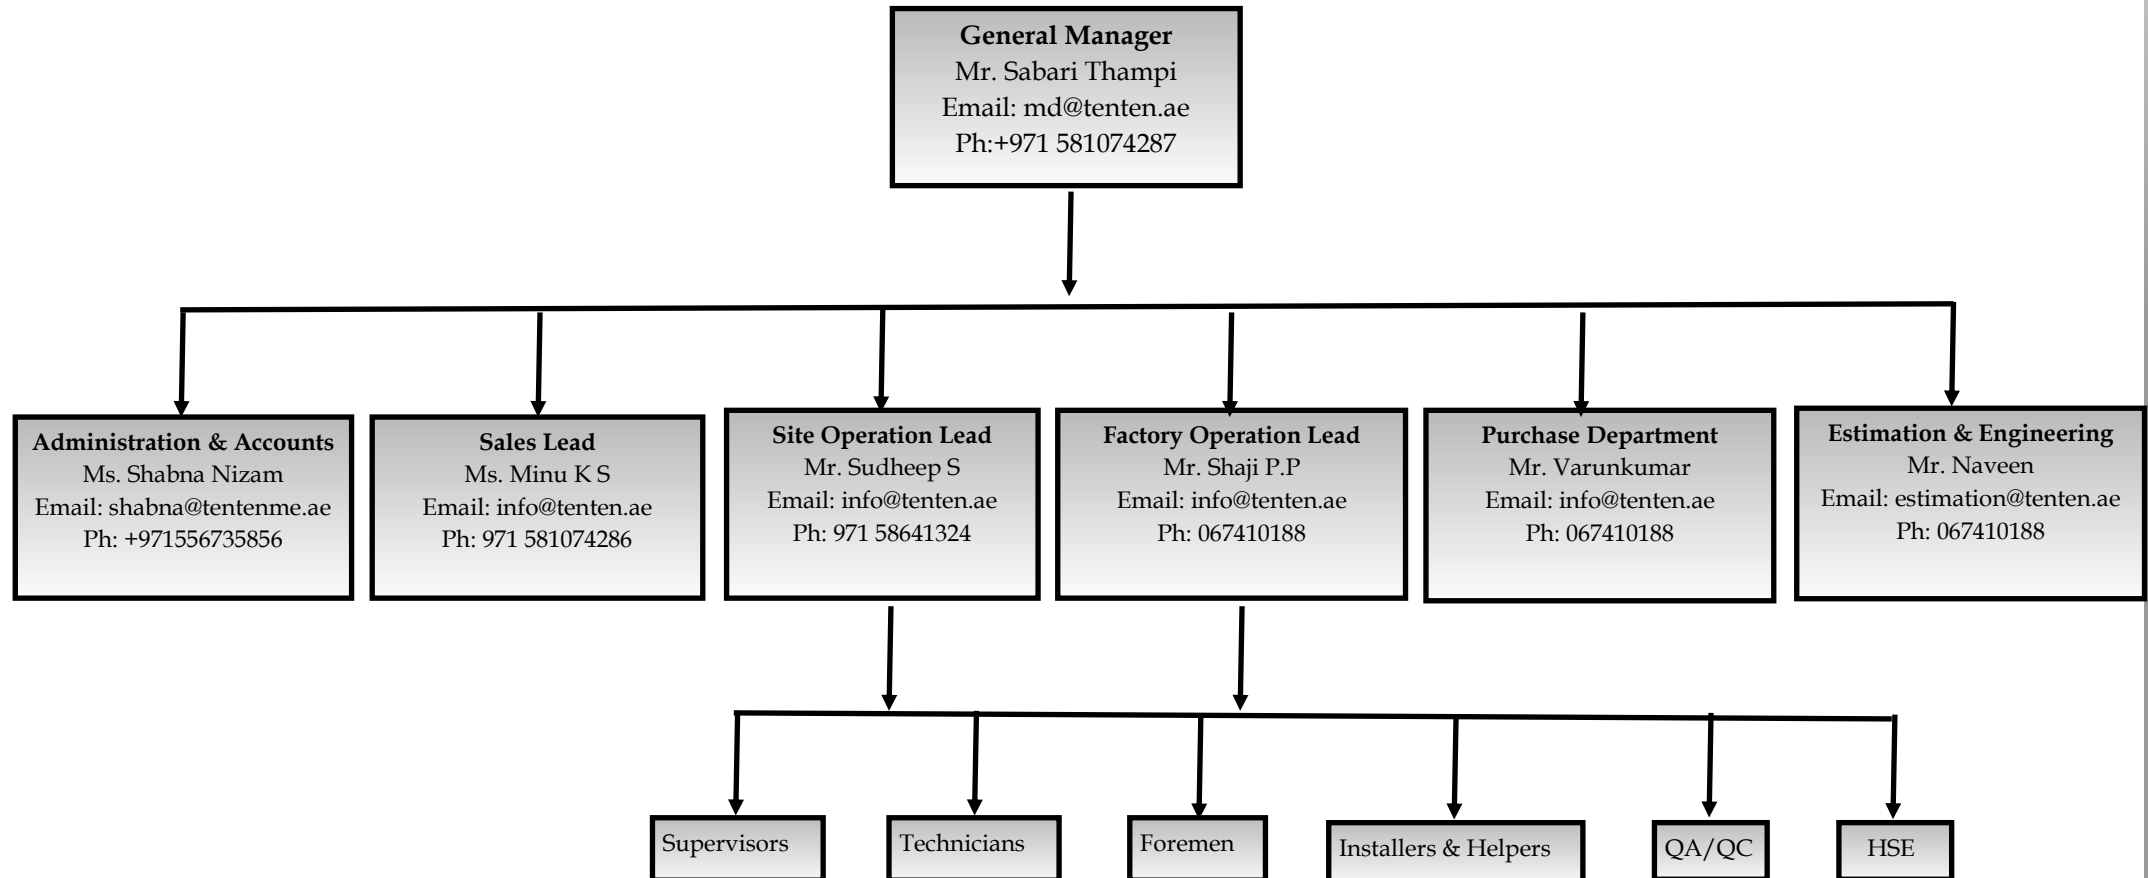 General Manager
Mr. Sabari Thampi
Email: md@tenten.ae
Ph:+971 581074287
Administration & Accounts
Ms. Shabna Nizam
Email: shabna@tentenme.ae
Ph: +971556735856
Sales Lead
Ms. Minu K S
Email: info@tenten.ae
Ph: 971 581074286
Site Operation Lead
Mr. Sudheep S
Email: info@tenten.ae
Ph: 971 58641324
Factory Operation Lead
Mr. Shaji P.P
Email: info@tenten.ae
Ph: 067410188
Purchase Department
Mr. Varunkumar
Email: info@tenten.ae
Ph: 067410188
Estimation & Engineering
Mr. Naveen
Email: estimation@tenten.ae
Ph: 067410188
Supervisors
Technicians
Foremen
Installers & Helpers
QA/QC
HSE